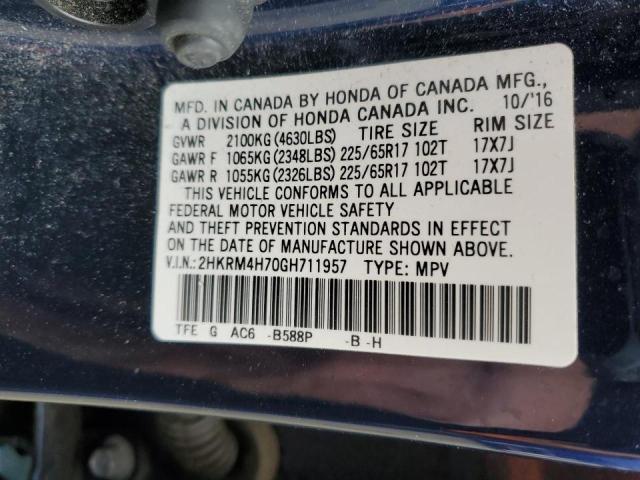 MFD. IN CANADA BY HONDA OF CANADA MFG.,
A DIVISION OF HONDA CANADA INC. 10/'16
GVWR 2100KG(4630LBS) TIRE SIZE RIM SIZE
GAWR F 1065KG(2348LBS) 225/65R17 102T 17X7J
GAWR R 1055KG(2326LBS) 225/65R17 102T 17X7J
THIS VEHICLE CONFORMS TO ALL APPLICABLE
FEDERAL MOTOR VEHICLE SAFETY
AND THEFT PREVENTION STANDARDS IN EFFECT
ON THE DATE OF MANUFACTURE SHOWN ABOVE.
V.I.N.: 2HKRM4H70GH711957 TYPE: MPV
TFE G AC6 -B588P -B -H